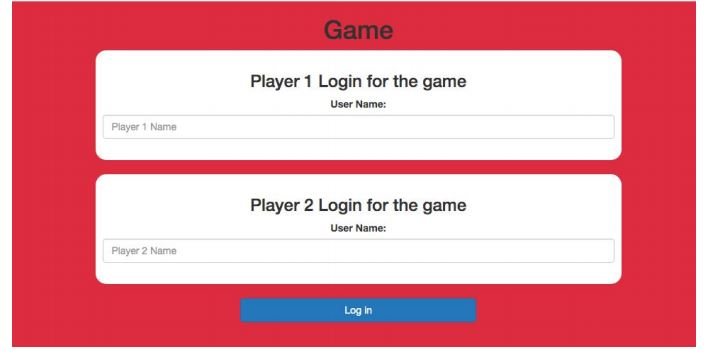 Game
Player 1 Login for the game
User Name:
Player 1 Name
Player 2 Login for the game
User Name:
Player 2 Name
Log in